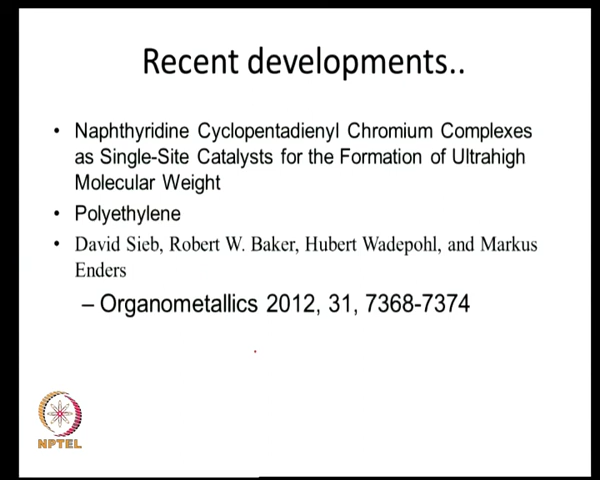 Recent developments..
• Naphthyridine Cyclopentadienyl Chromium Complexes
as Single-Site Catalysts for the Formation of Ultrahigh
Molecular Weight
• Polyethylene
• David Sieb, Robert W. Baker, Hubert Wadepohl, and Markus
Enders
– Organometallics 2012, 31, 7368-7374
NPTEL